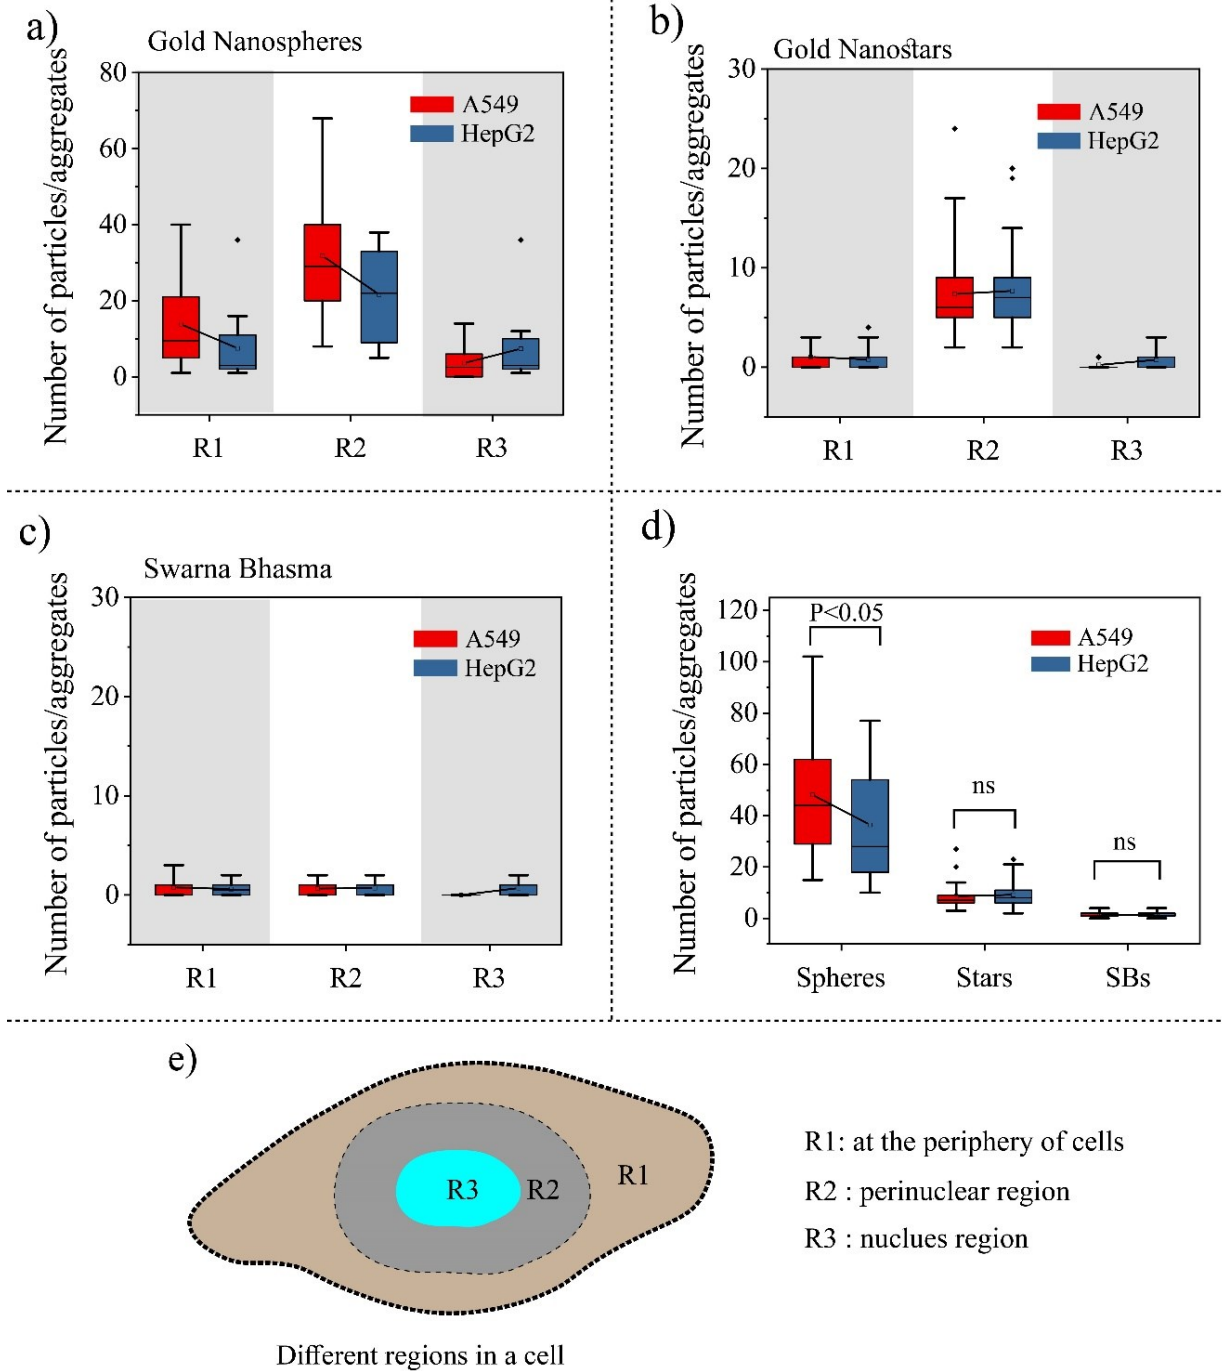 a)
Gold Nanospheres
Number of particles/aggregates
80
60
40
20
0
A549
HepG2
R1
R2
R3
b)
Gold Nanostars
Number of particles/aggregates
30
20
10
0
A549
HepG2
R1
R2
R3
c)
Swarna Bhasma
Number of particles/aggregates
30
20
10
0
A549
HepG2
R1
R2
R3
d)
Number of particles/aggregates
120
100
80
60
40
20
0
P<0.05
A549
HepG2
ns
ns
Spheres
Stars
SBs
e)
R3
R2
R1
R1: at the periphery of cells
R2 : perinuclear region
R3 : nuclues region
Different regions in a cell